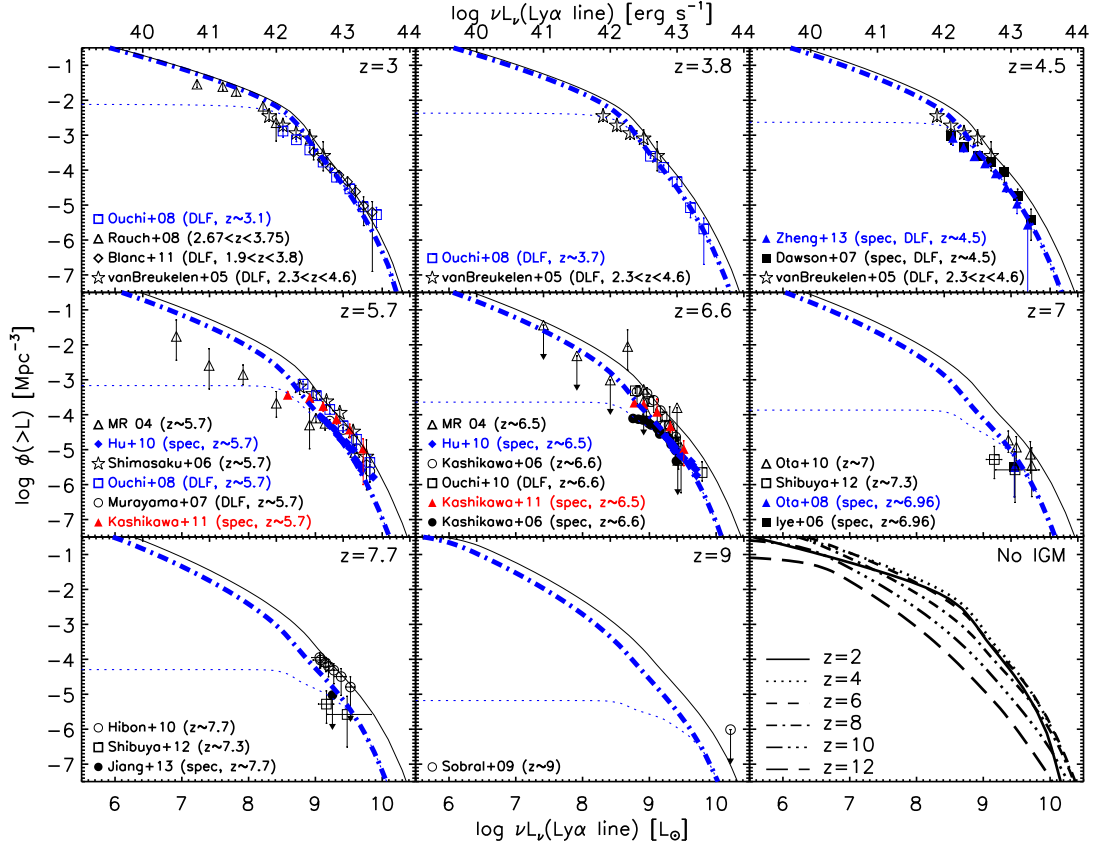 log νLν(Lyα line) [erg s⁻¹]
40 41 42 43 44 40 41 42 43 44 40 41 42 43 44
log φ(>L) [Mpc⁻³]
−1
−2
−3
−4
−5
−6
−7
z=3
Ouchi+08 (DLF, z~3.1)
Rauch+08 (2.67<z<3.75)
Blanc+11 (DLF, 1.9<z<3.8)
vanBreukelen+05 (DLF, 2.3<z<4.6)
z=3.8
Ouchi+08 (DLF, z~3.7)
vanBreukelen+05 (DLF, 2.3<z<4.6)
z=4.5
Zheng+13 (spec, DLF, z~4.5)
Dawson+07 (spec, DLF, z~4.5)
vanBreukelen+05 (DLF, 2.3<z<4.6)
−1
−2
−3
−4
−5
−6
−7
z=5.7
MR 04 (z~5.7)
Hu+10 (spec, z~5.7)
Shimasaku+06 (z~5.7)
Ouchi+08 (DLF, z~5.7)
Murayama+07 (DLF, z~5.7)
Kashikawa+11 (spec, z~5.7)
z=6.6
MR 04 (z~6.5)
Hu+10 (spec, z~6.5)
Kashikawa+06 (z~6.6)
Ouchi+10 (DLF, z~6.6)
Kashikawa+11 (spec, z~6.5)
Kashikawa+06 (spec, z~6.6)
z=7
Ota+10 (z~7)
Shibuya+12 (z~7.3)
Ota+08 (spec, z~6.96)
Iye+06 (spec, z~6.96)
−1
−2
−3
−4
−5
−6
−7
z=7.7
Hibon+10 (z~7.7)
Shibuya+12 (z~7.3)
Jiang+13 (spec, z~7.7)
z=9
Sobral+09 (z~9)
No IGM
z=2
z=4
z=6
z=8
z=10
z=12
6 7 8 9 10 6 7 8 9 10 6 7 8 9 10
log νLν(Lyα line) [L⊙]